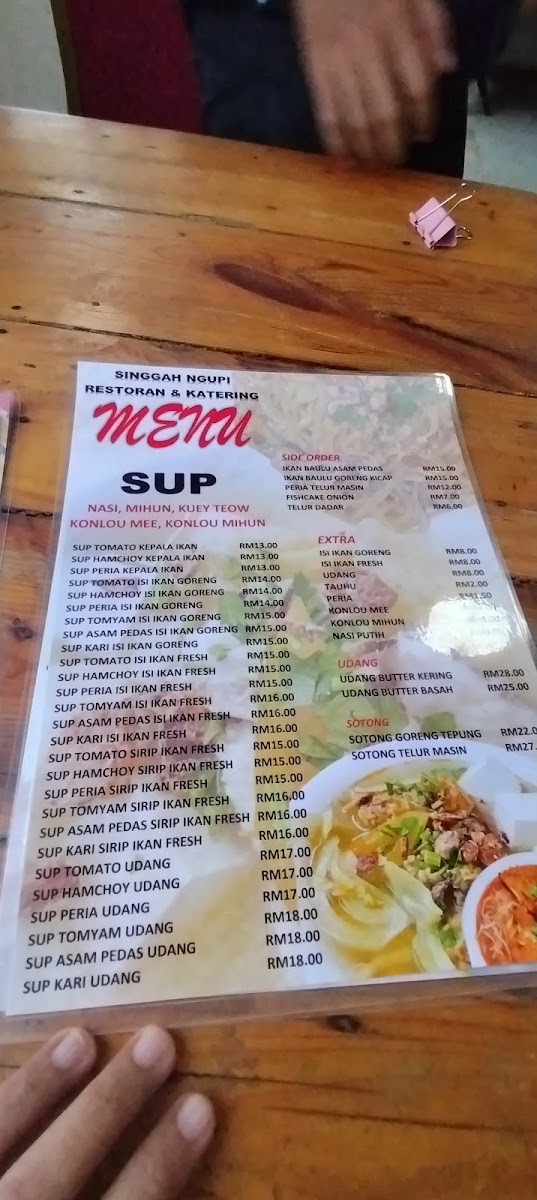 SINGGAH NGUPI
RESTORAN & KATERING
MENU
SUP
NASI, MIHUN, KUEY TEOW
KONLOU MEE, KONLOU MIHUN
SUP TOMATO KEPALA IKAN RM13.00
SUP HAMCHOY KEPALA IKAN RM13.00
SUP PERIA KEPALA IKAN RM13.00
SUP TOMATO ISI IKAN GORENG RM14.00
SUP HAMCHOY ISI IKAN GORENG RM14.00
SUP PERIA ISI IKAN GORENG RM14.00
SUP TOMYAM ISI IKAN GORENG RM15.00
SUP ASAM PEDAS ISI IKAN GORENG RM15.00
SUP KARI ISI IKAN GORENG RM15.00
SUP TOMATO ISI IKAN FRESH RM15.00
SUP HAMCHOY ISI IKAN FRESH RM15.00
SUP PERIA ISI IKAN FRESH RM15.00
SUP TOMYAM ISI IKAN FRESH RM16.00
SUP ASAM PEDAS ISI IKAN FRESH RM16.00
SUP KARI ISI IKAN FRESH RM16.00
SUP TOMATO SIRIP IKAN FRESH RM15.00
SUP HAMCHOY SIRIP IKAN FRESH RM15.00
SUP PERIA SIRIP IKAN FRESH RM15.00
SUP TOMYAM SIRIP IKAN FRESH RM16.00
SUP ASAM PEDAS SIRIP IKAN FRESH RM16.00
SUP KARI SIRIP IKAN FRESH RM16.00
SUP TOMATO UDANG RM17.00
SUP HAMCHOY UDANG RM17.00
SUP PERIA UDANG RM17.00
SUP TOMYAM UDANG RM18.00
SUP ASAM PEDAS UDANG RM18.00
SUP KARI UDANG RM18.00
SIDE ORDER
IKAN BAULU ASAM PEDAS RM15.00
IKAN BAULU GORENG KICAP RM15.00
PERIA TELUR MASIN RM12.00
FISHCAKE ONION RM7.00
TELUR DADAR RM6.00
EXTRA
ISI IKAN GORENG RM8.00
ISI IKAN FRESH RM8.00
UDANG RM8.00
TAUHU RM2.00
PERIA RM1.50
KONLOU MEE
KONLOU MIHUN
NASI PUTIH
UDANG
UDANG BUTTER KERING RM28.00
UDANG BUTTER BASAH RM25.00
SOTONG
SOTONG GORENG TEPUNG RM22.0
SOTONG TELUR MASIN RM27.